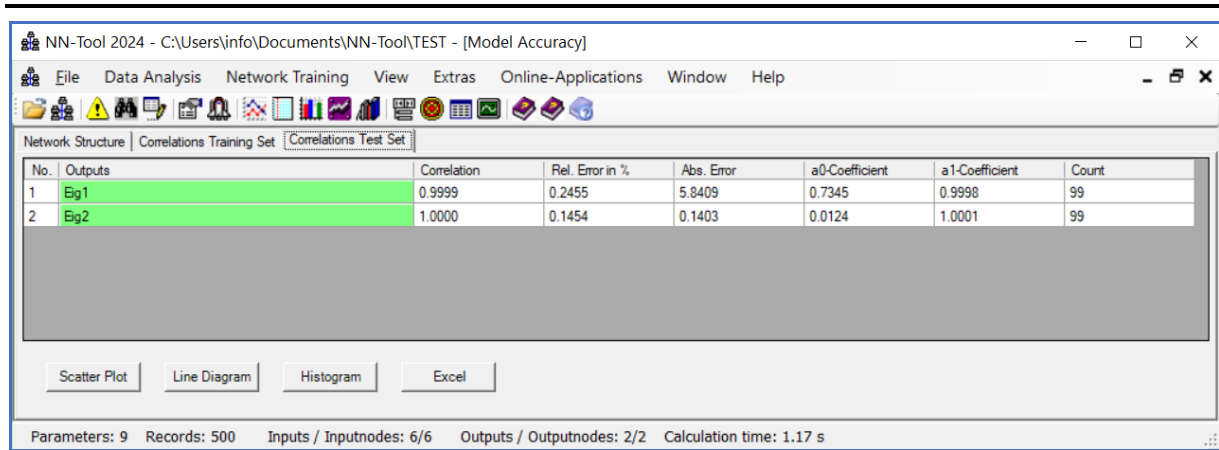 NN-Tool 2024 - C:\Users\info\Documents\NN-Tool\TEST - [Model Accuracy]
File Data Analysis Network Training View Extras Online-Applications Window Help
Network Structure Correlations Training Set Correlations Test Set
No. Outputs Correlation Rel. Error in % Abs. Error a0-Coefficient a1-Coefficient Count
1 Eig1 0.9999 0.2455 5.8409 0.7345 0.9998 99
2 Eig2 1.0000 0.1454 0.1403 0.0124 1.0001 99
Scatter Plot Line Diagram Histogram Excel
Parameters: 9 Records: 500 Inputs / Inputnodes: 6/6 Outputs / Outputnodes: 2/2 Calculation time: 1.17 s